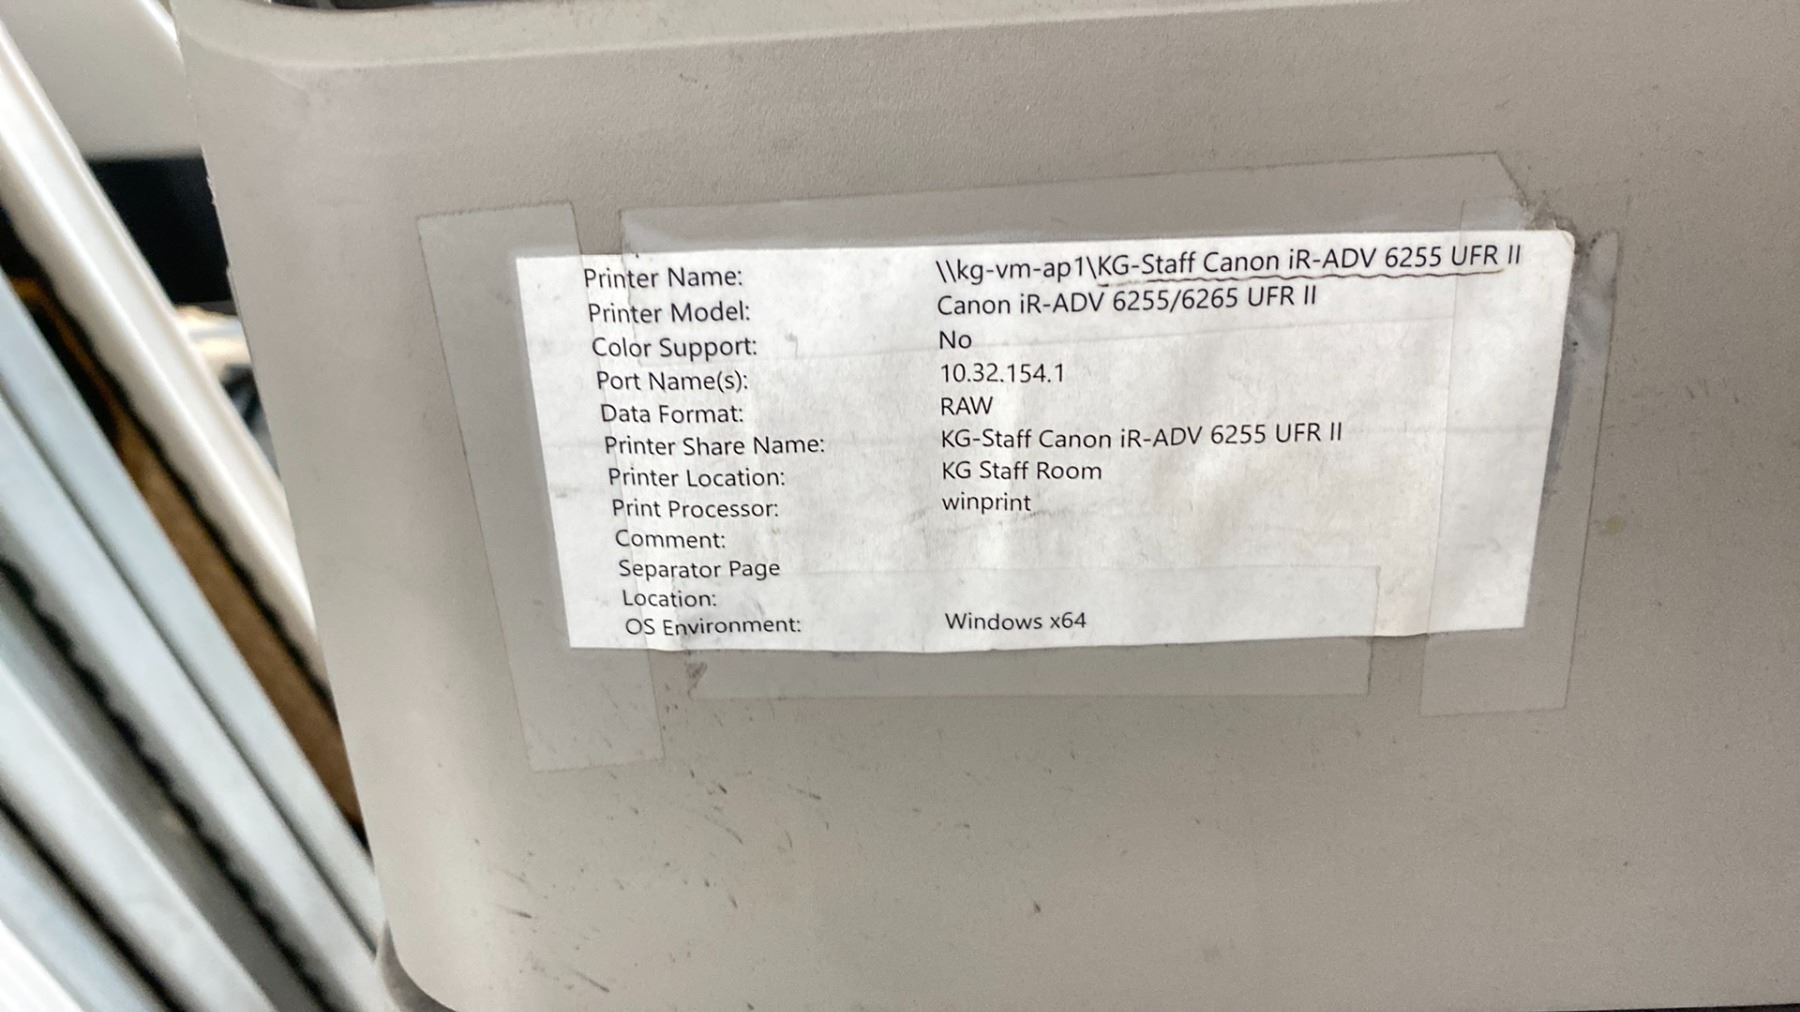 Printer Name: \\kg-vm-ap1\KG-Staff Canon iR-ADV 6255 UFR II
Printer Model: Canon iR-ADV 6255/6265 UFR II
Color Support: No
Port Name(s): 10.32.154.1
Data Format: RAW
Printer Share Name: KG-Staff Canon iR-ADV 6255 UFR II
Printer Location: KG Staff Room
Print Processor: winprint
Comment:
Separator Page
Location:
OS Environment: Windows x64